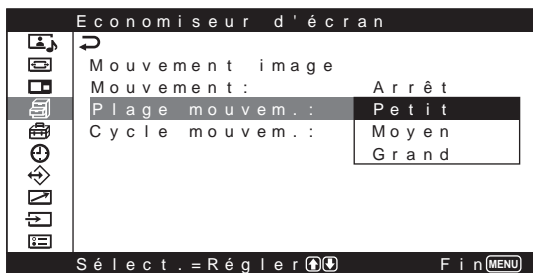 Economiseur d'écran
Mouvement image
Mouvement: Arrêt
Plage mouvem.: Petit
Cycle mouvem.: Moyen
Grand
Sélect.=Régler Fin MENU